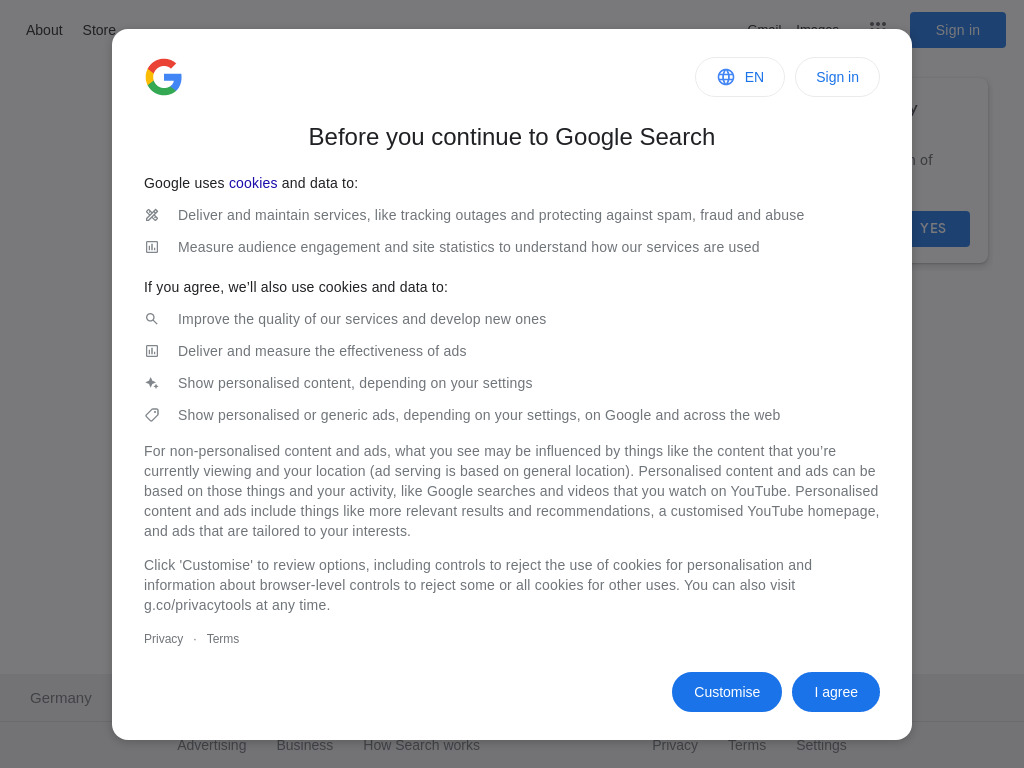 About Store
Gmail Images
Sign in
EN Sign in
Before you continue to Google Search
Google uses cookies and data to:
Deliver and maintain services, like tracking outages and protecting against spam, fraud and abuse
Measure audience engagement and site statistics to understand how our services are used
If you agree, we’ll also use cookies and data to:
Improve the quality of our services and develop new ones
Deliver and measure the effectiveness of ads
Show personalised content, depending on your settings
Show personalised or generic ads, depending on your settings, on Google and across the web
For non-personalised content and ads, what you see may be influenced by things like the content that you’re
currently viewing and your location (ad serving is based on general location). Personalised content and ads can be
based on those things and your activity, like Google searches and videos that you watch on YouTube. Personalised
content and ads include things like more relevant results and recommendations, a customised YouTube homepage,
and ads that are tailored to your interests.
Click 'Customise' to review options, including controls to reject the use of cookies for personalisation and
information about browser-level controls to reject some or all cookies for other uses. You can also visit
g.co/privacytools at any time.
Privacy · Terms
Customise I agree
of
YES
Germany
Advertising Business How Search works Privacy Terms Settings